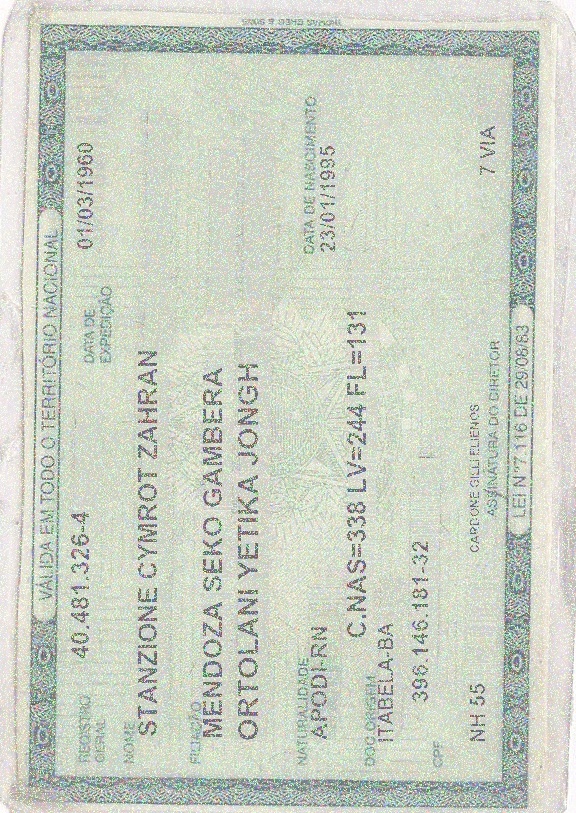 VÁLIDA EM TODO O TERRITÓRIO NACIONAL
REGISTRO GERAL 40.481.326-4 DATA DE EXPEDIÇÃO 01/03/1960
NOME
STANZIONE CYMROT ZAHRAN
FILIAÇÃO
MENDOZA SEKO GAMBERA
ORTOLANI YETIKA JONGH
NATURALIDADE DATA DE NASCIMENTO
APODI-RN 23/01/1995
DOC ORIGEM C.NAS=338 LV=244 FL=131
ITABELA-BA
CPF 396.146.181-32
NH 55 7 VIA
CARBONE GILLI ELIENOS
ASSINATURA DO DIRETOR
LEI Nº 7.116 DE 29/08/83